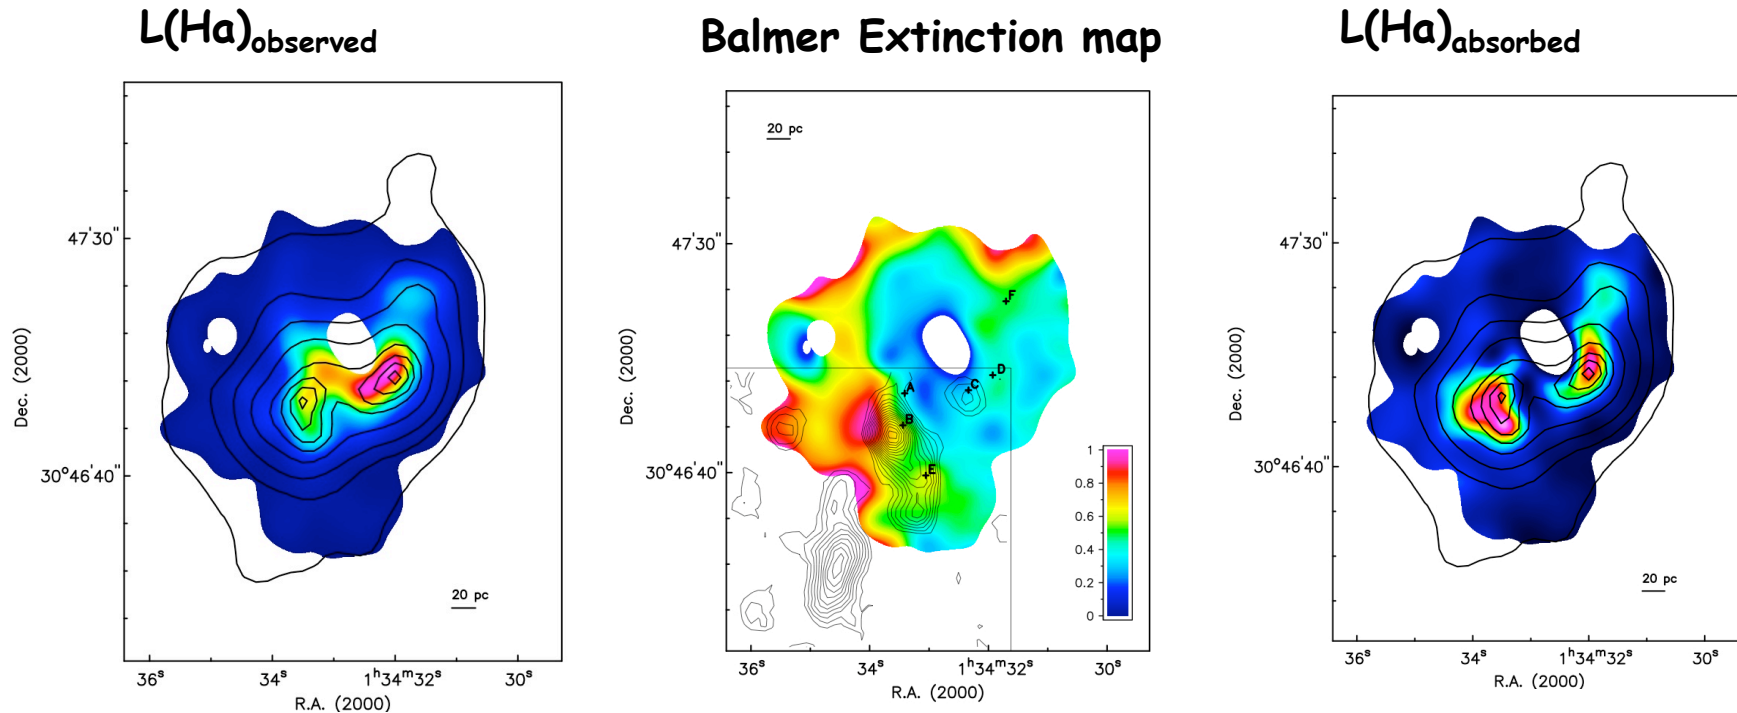 L(Ha)observed
Balmer Extinction map
L(Ha)absorbed
Dec. (2000)
47'30"
30°46'40"
20 pc
36s
34s
1h34m32s
30s
R.A. (2000)
Dec. (2000)
20 pc
47'30"
30°46'40"
F
D
A
C
B
E
1
0.8
0.6
0.4
0.2
0
36s
34s
1h34m32s
30s
R.A. (2000)
Dec. (2000)
47'30"
30°46'40"
20 pc
36s
34s
1h34m32s
30s
R.A. (2000)